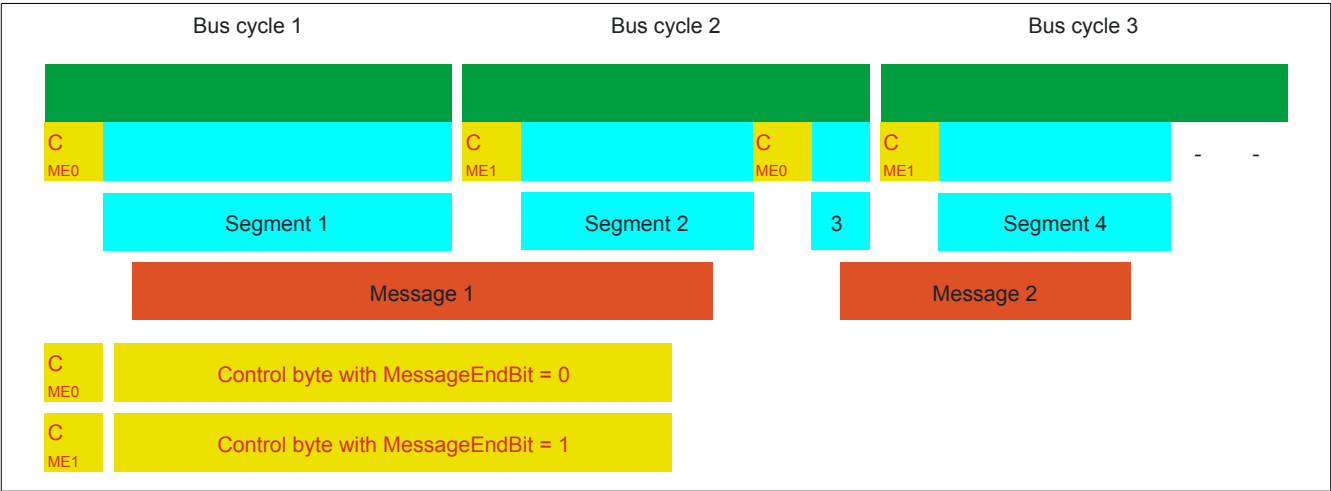 Bus cycle 1 Bus cycle 2 Bus cycle 3
C C C C
ME0 ME1 ME0 ME1 - -
Segment 1 Segment 2 3 Segment 4
Message 1 Message 2
C
ME0
Control byte with MessageEndBit = 0
C
ME1
Control byte with MessageEndBit = 1